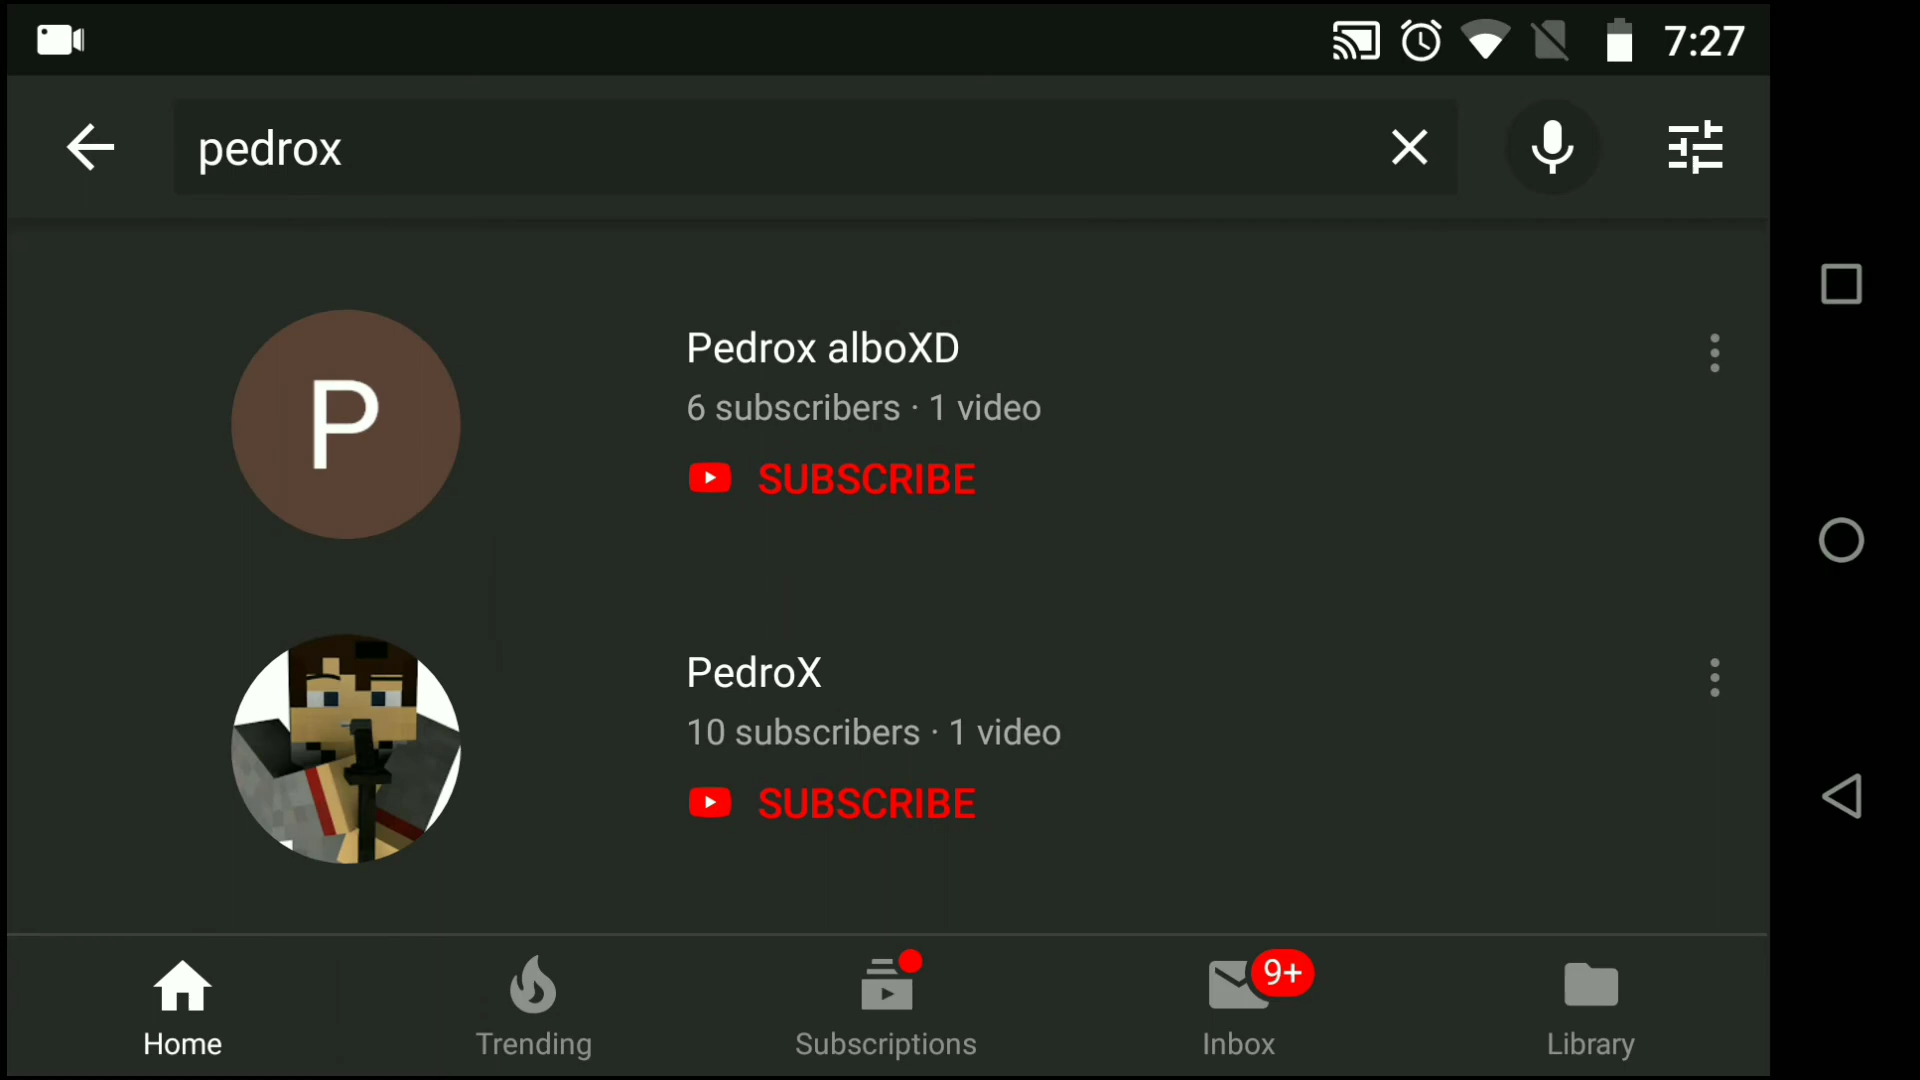 7:27
pedrox
P
Pedrox alboXD
6 subscribers · 1 video
SUBSCRIBE
PedroX
10 subscribers · 1 video
SUBSCRIBE
9+
Home
Trending
Subscriptions
Inbox
Library